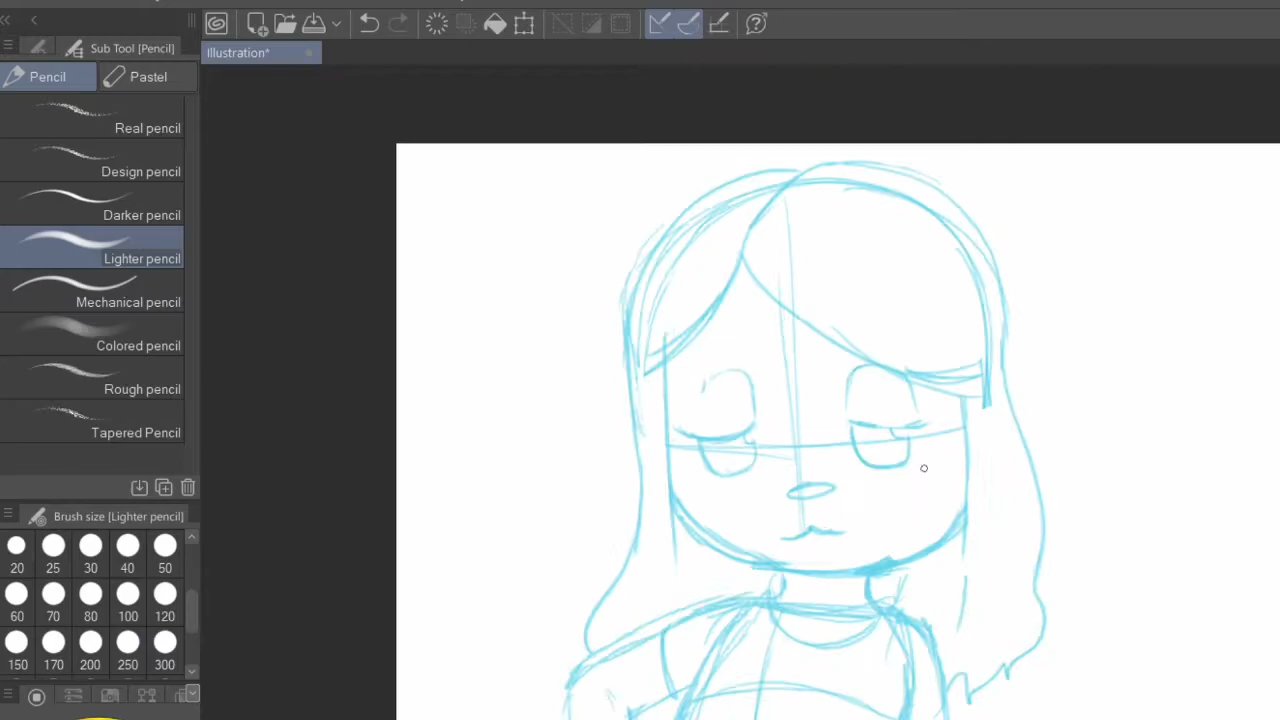 Sub Tool [Pencil]
Illustration*
Pencil
Pastel
Real pencil
Design pencil
Darker pencil
Lighter pencil
Mechanical pencil
Colored pencil
Rough pencil
Tapered Pencil
Brush size [Lighter pencil]
20 25 30 40 50
60 70 80 100 120
150 170 200 250 300